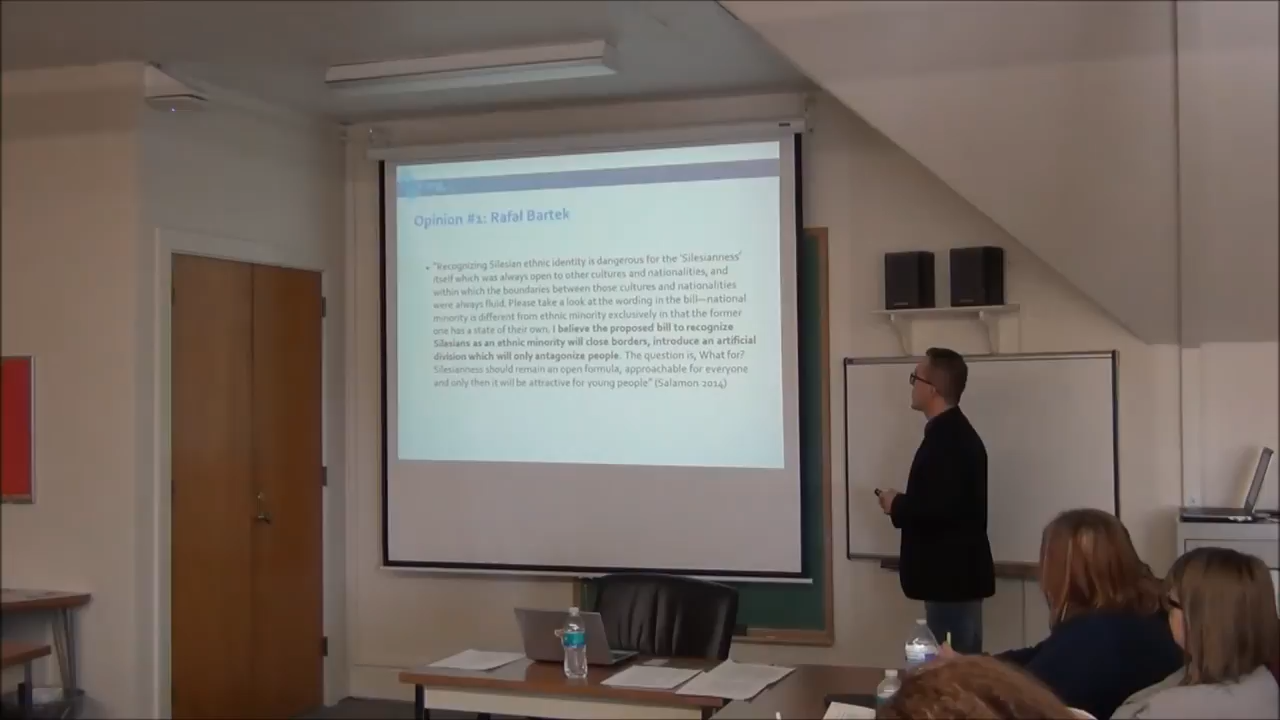 Opinion #1: Rafał Bartek
• "Recognizing Silesian ethnic identity is dangerous for the 'Silesianness'
itself which was always open to other cultures and nationalities, and
within which the boundaries between those cultures and nationalities
were always fluid. Please take a look at the wording in the bill—national
minority is different from ethnic minority exclusively in that the former
one has a state of their own. I believe the proposed bill to recognize
Silesians as an ethnic minority will close borders, introduce an artificial
division which will only antagonize people. The question is, What for?
Silesianness should remain an open formula, approachable for everyone
and only then it will be attractive for young people" (Salamon 2014)